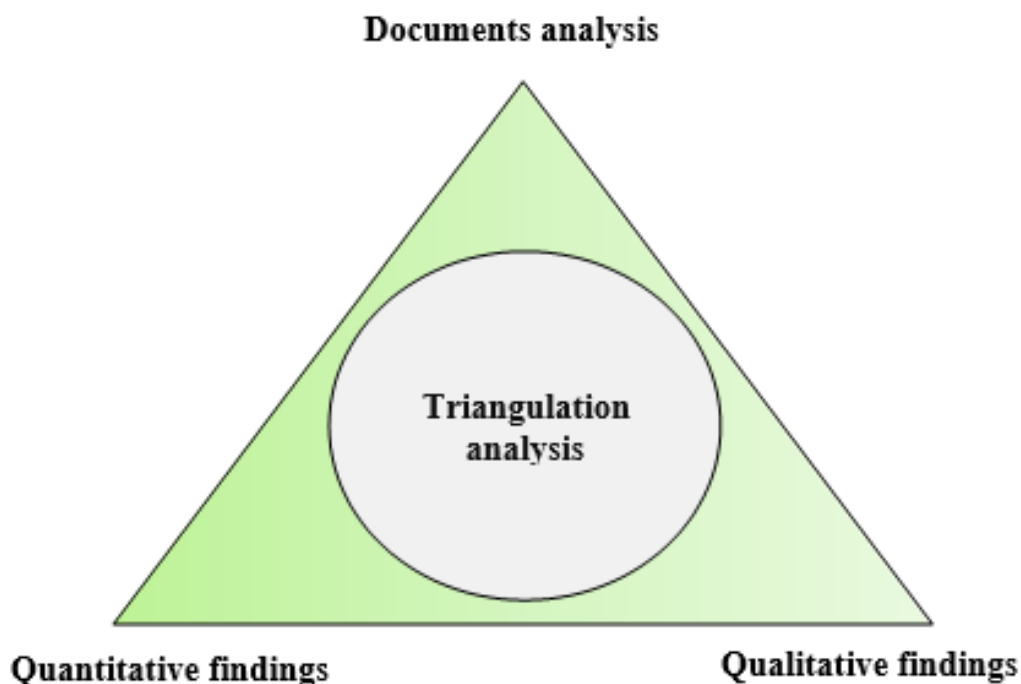 Documents analysis
Triangulation
analysis
Quantitative findings
Qualitative findings